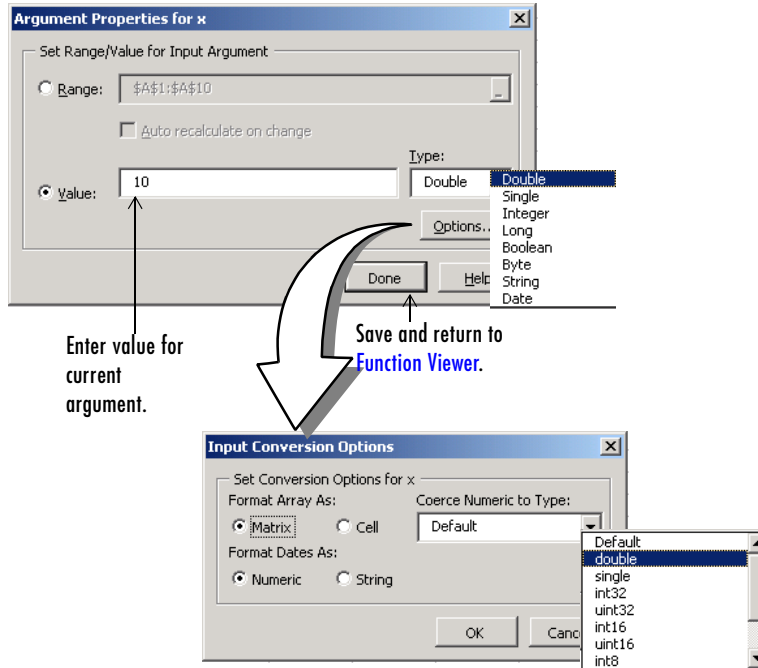 Argument Properties for x
Set Range/Value for Input Argument
Range:
$A$1:$A$10
Auto recalculate on change
Type:
Value:
10
Double
Double
Single
Integer
Long
Boolean
Byte
String
Date
Options..
Done
Help
Enter value for
current
argument.
Save and return to
Function Viewer.
Input Conversion Options
Set Conversion Options for x
Format Array As:
Coerce Numeric to Type:
Matrix
Cell
Default
Format Dates As:
Numeric
String
Default
double
single
int32
uint32
int16
uint16
int8
OK
Canc